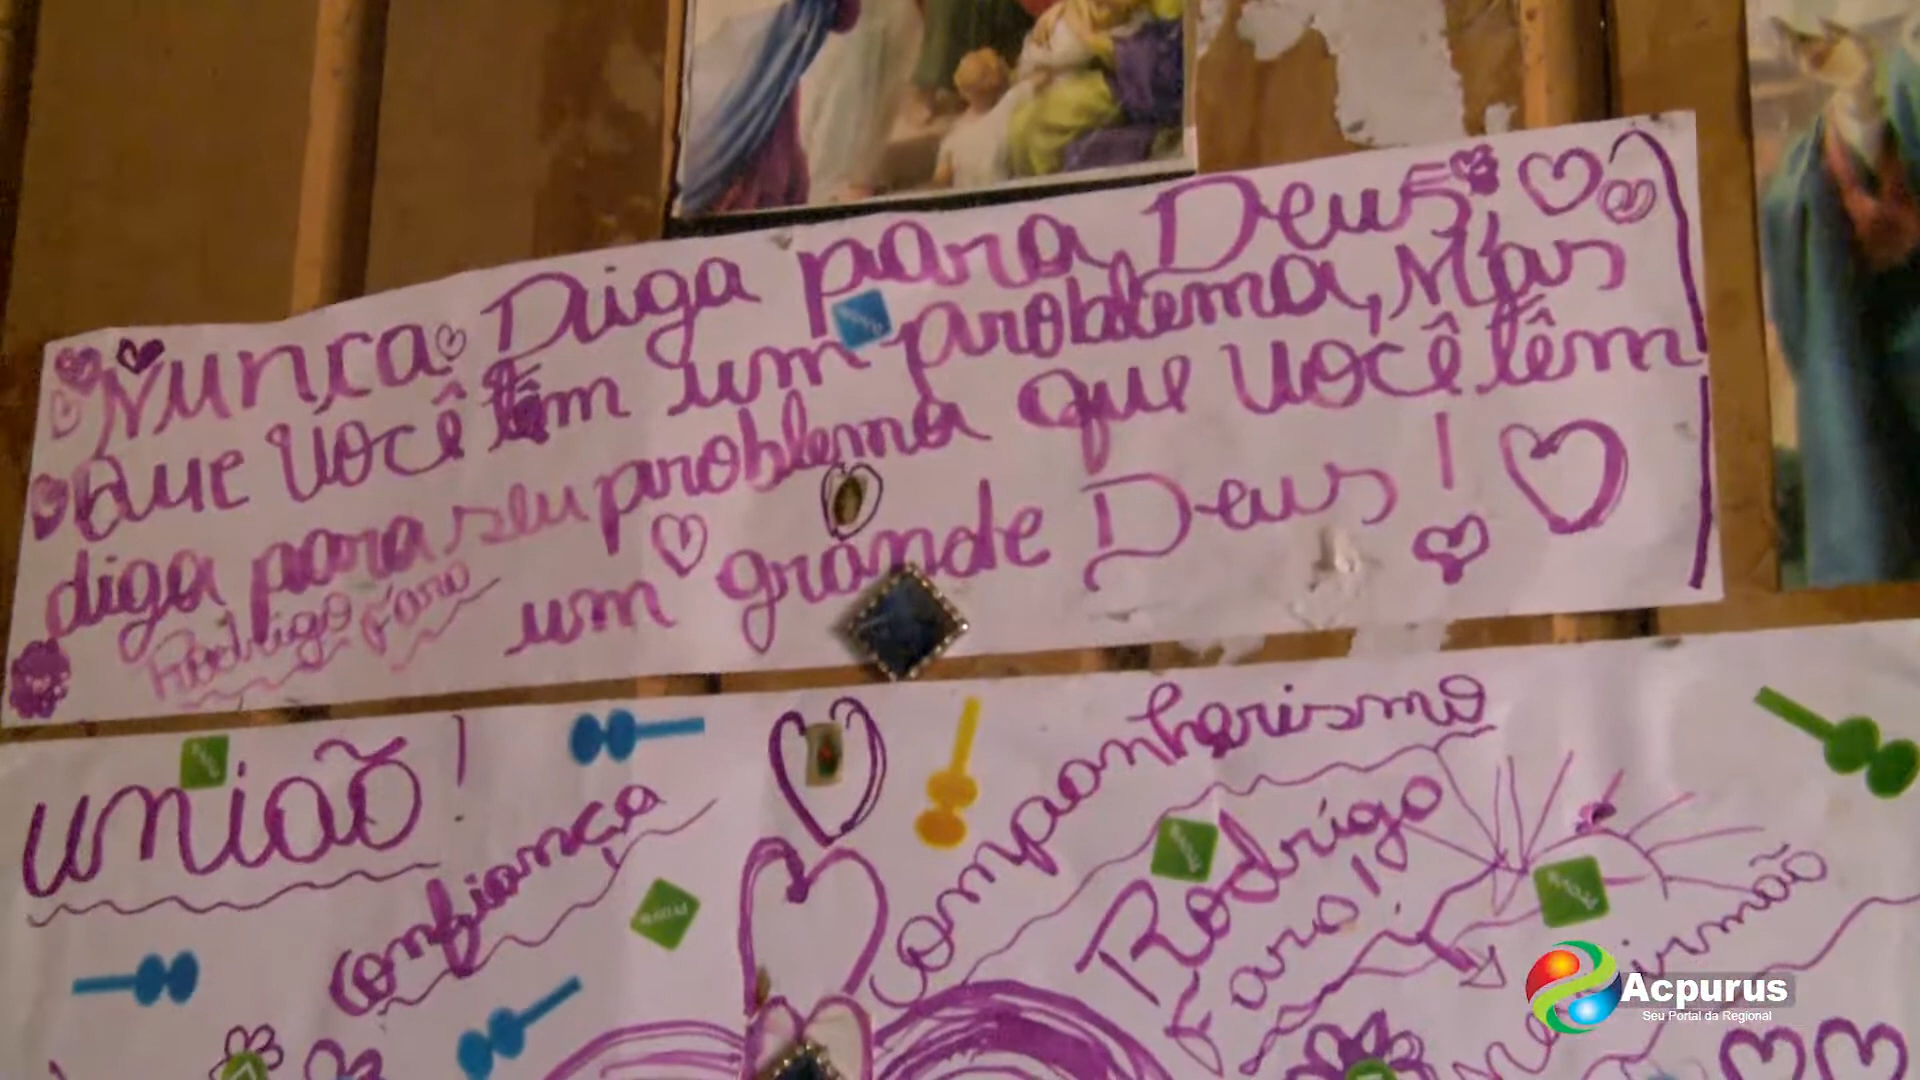 Nunca Diga para Deus
que você têm um problema, Mas
diga para seu problema que você têm
um grande Deus!
Rodrigo Faro
união!
confiança
Companherismo
Rodrigo
Faro!
irmão
Acpurus
Seu Portal da Regional